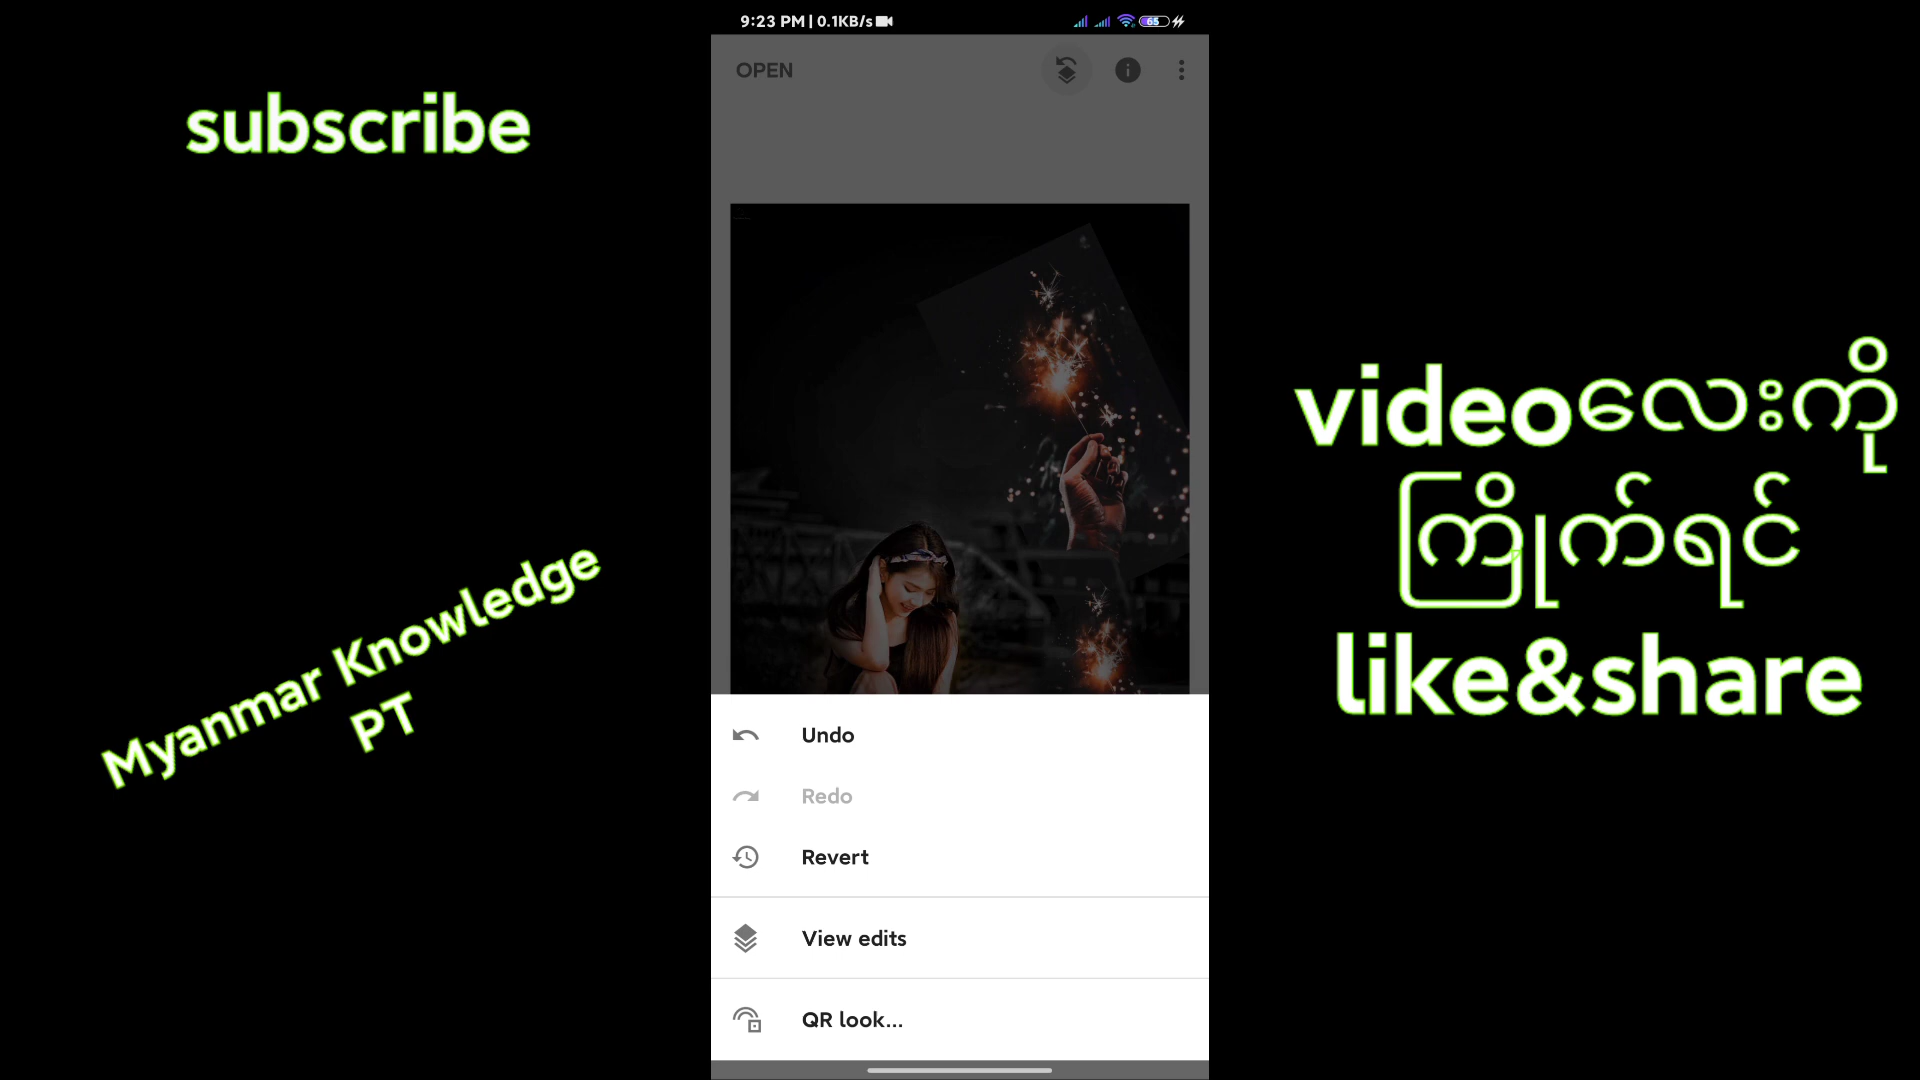 9:23 PM | 0.1KB/s
65
OPEN
subscribe
Myanmar Knowledge
PT
Undo
Redo
Revert
View edits
QR look...
videoလေးကို
ကြိုက်ရင်
like&share